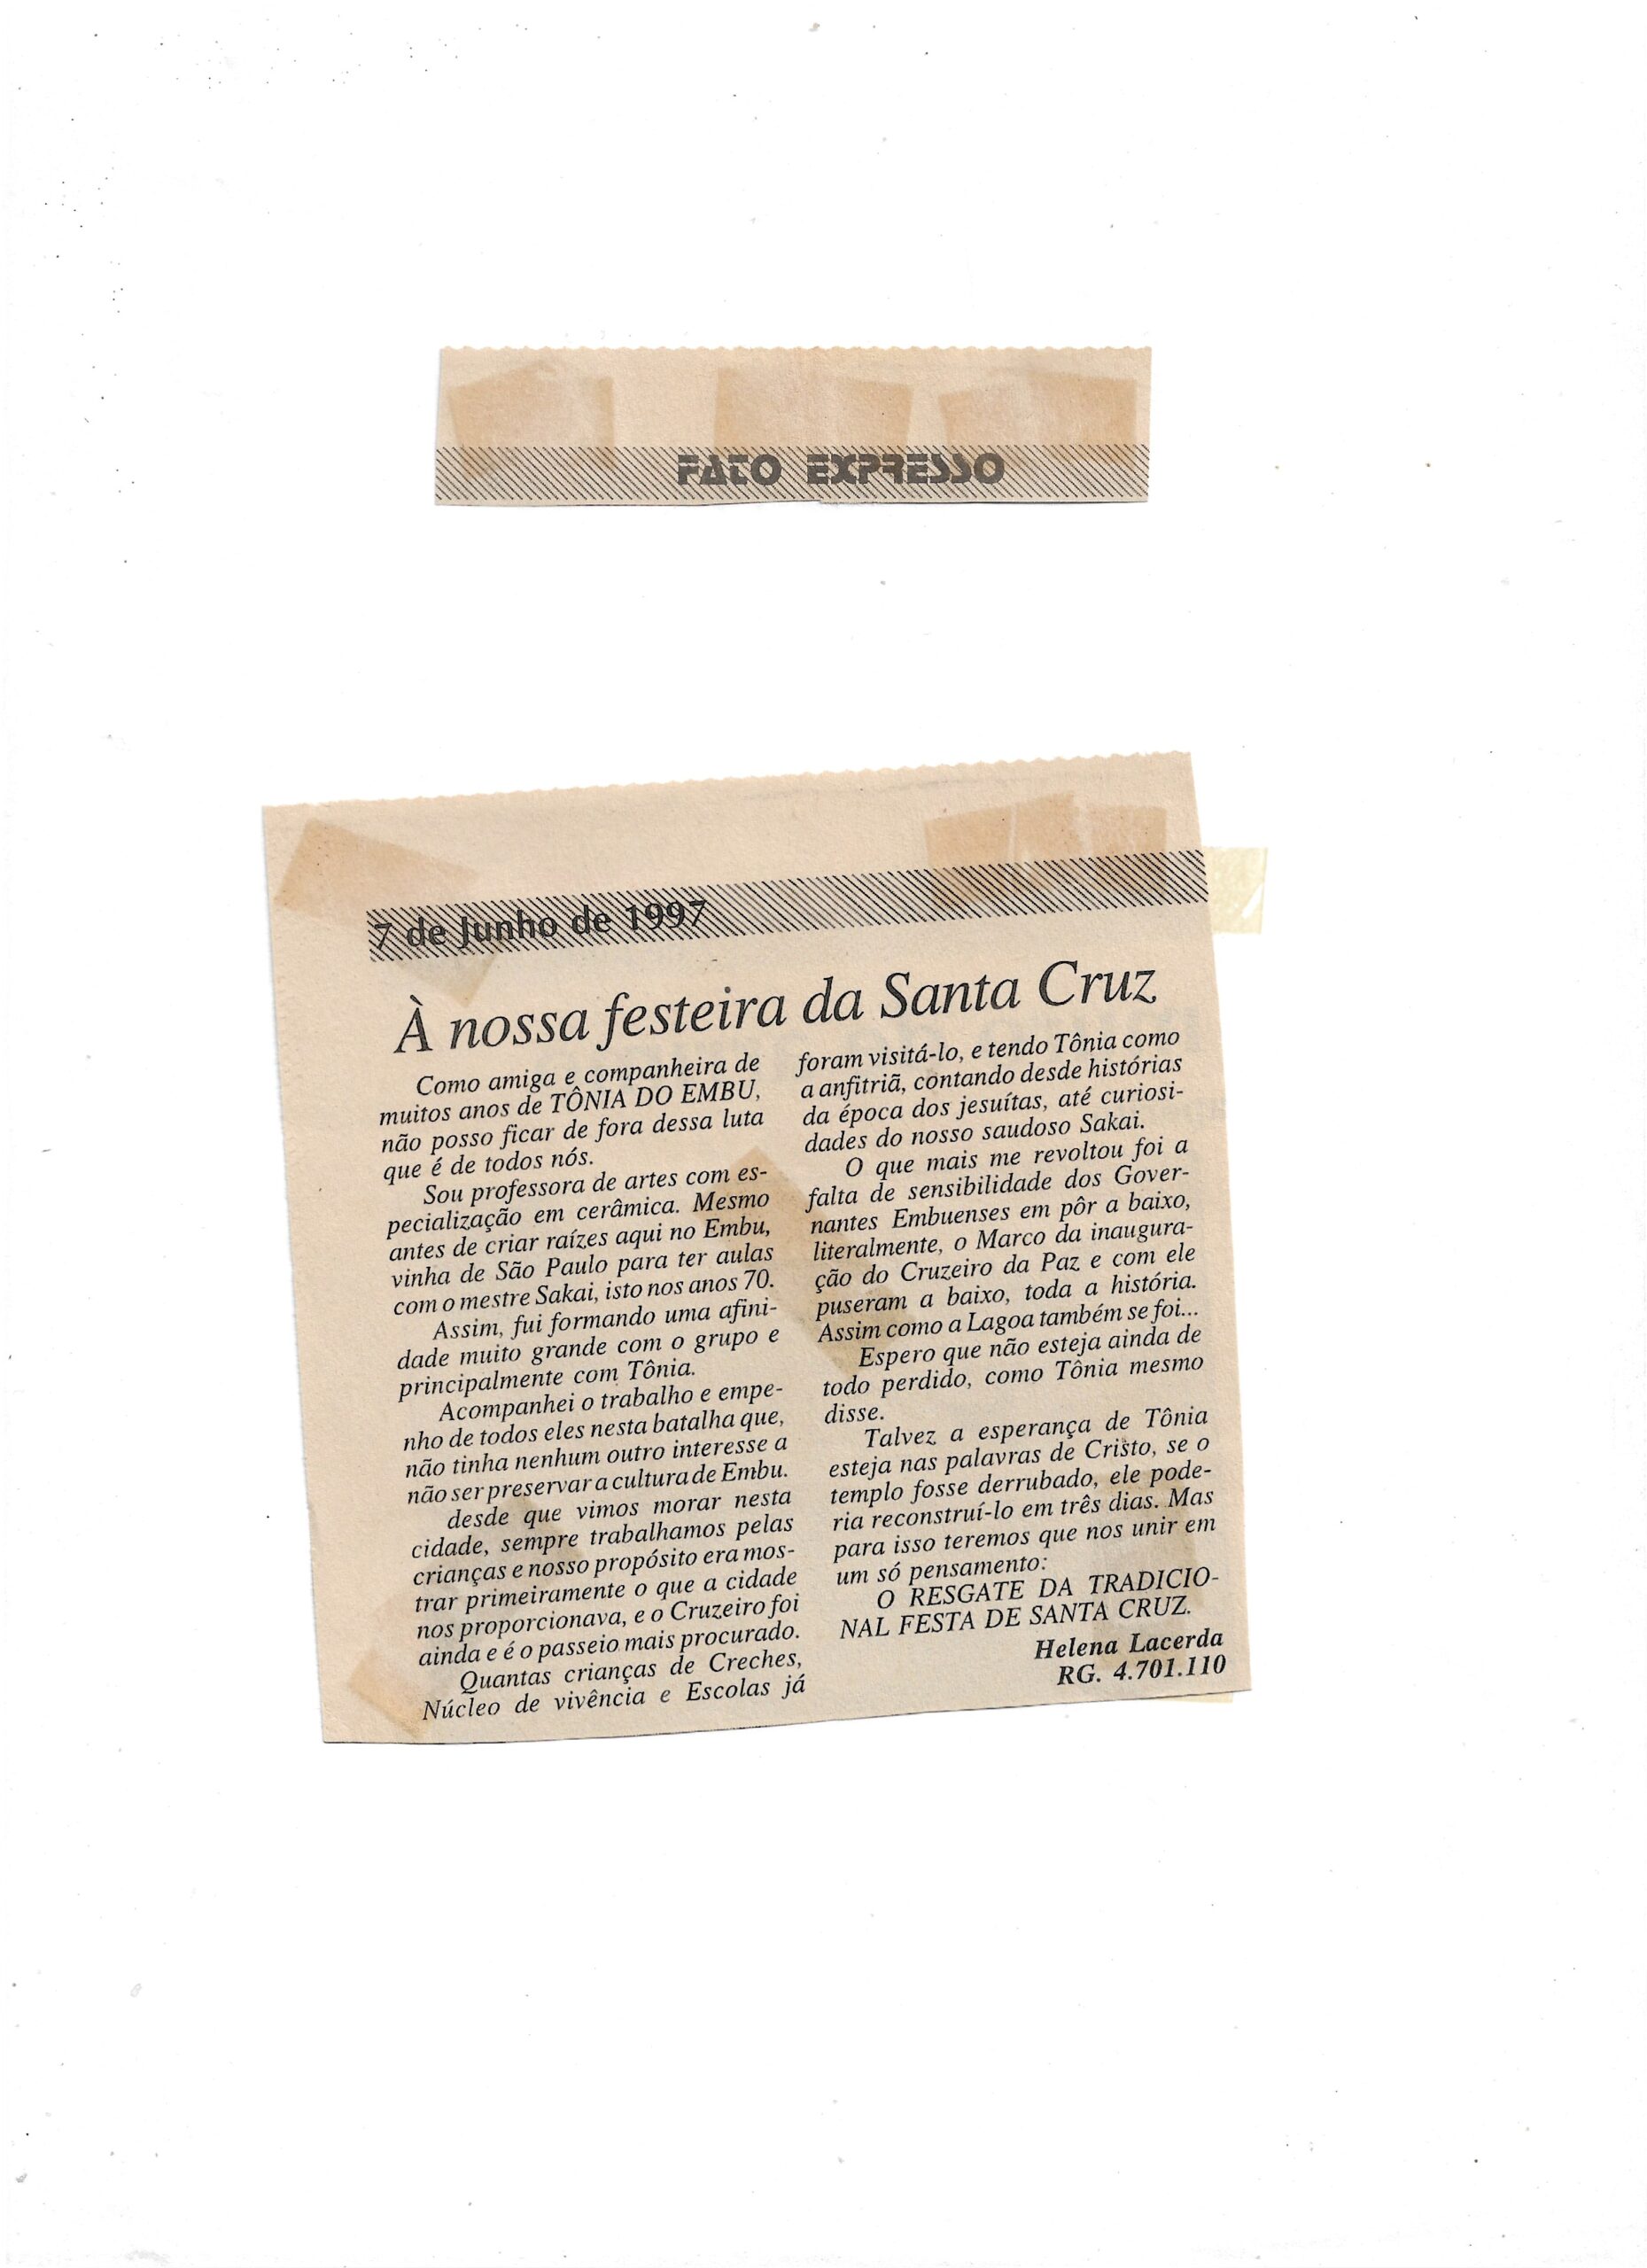 FATO EXPRESSO
7 de Junho de 1997
À nossa festeira da Santa Cruz
Como amiga e companheira de
muitos anos de TÔNIA DO EMBU,
não posso ficar de fora dessa luta
que é de todos nós.
Sou professora de artes com es-
pecialização em cerâmica. Mesmo
antes de criar raízes aqui no Embu,
vinha de São Paulo para ter aulas
com o mestre Sakai, isto nos anos 70.
Assim, fui formando uma afini-
dade muito grande com o grupo e
principalmente com Tônia.
Acompanhei o trabalho e empe-
nho de todos eles nesta batalha que,
não tinha nenhum outro interesse a
não ser preservar a cultura de Embu.
desde que vimos morar nesta
cidade, sempre trabalhamos pelas
crianças e nosso propósito era mos-
trar primeiramente o que a cidade
nos proporcionava, e o Cruzeiro foi
ainda e é o passeio mais procurado.
Quantas crianças de Creches,
Núcleo de vivência e Escolas já
foram visitá-lo, e tendo Tônia como
a anfitriã, contando desde histórias
da época dos jesuítas, até curiosi-
dades do nosso saudoso Sakai.
O que mais me revoltou foi a
falta de sensibilidade dos Gover-
nantes Embuenses em pôr a baixo,
literalmente, o Marco da inaugura-
ção do Cruzeiro da Paz e com ele
puseram a baixo, toda a história.
Assim como a Lagoa também se foi...
Espero que não esteja ainda de
todo perdido, como Tônia mesmo
disse.
Talvez a esperança de Tônia
esteja nas palavras de Cristo, se o
templo fosse derrubado, ele pode-
ria reconstruí-lo em três dias. Mas
para isso teremos que nos unir em
um só pensamento:
O RESGATE DA TRADICIO-
NAL FESTA DE SANTA CRUZ.
Helena Lacerda
RG. 4.701.110